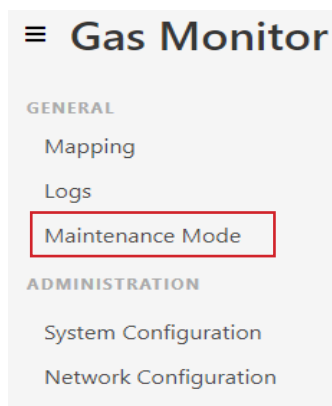 ≡ Gas Monitor
GENERAL
Mapping
Logs
Maintenance Mode
ADMINISTRATION
System Configuration
Network Configuration